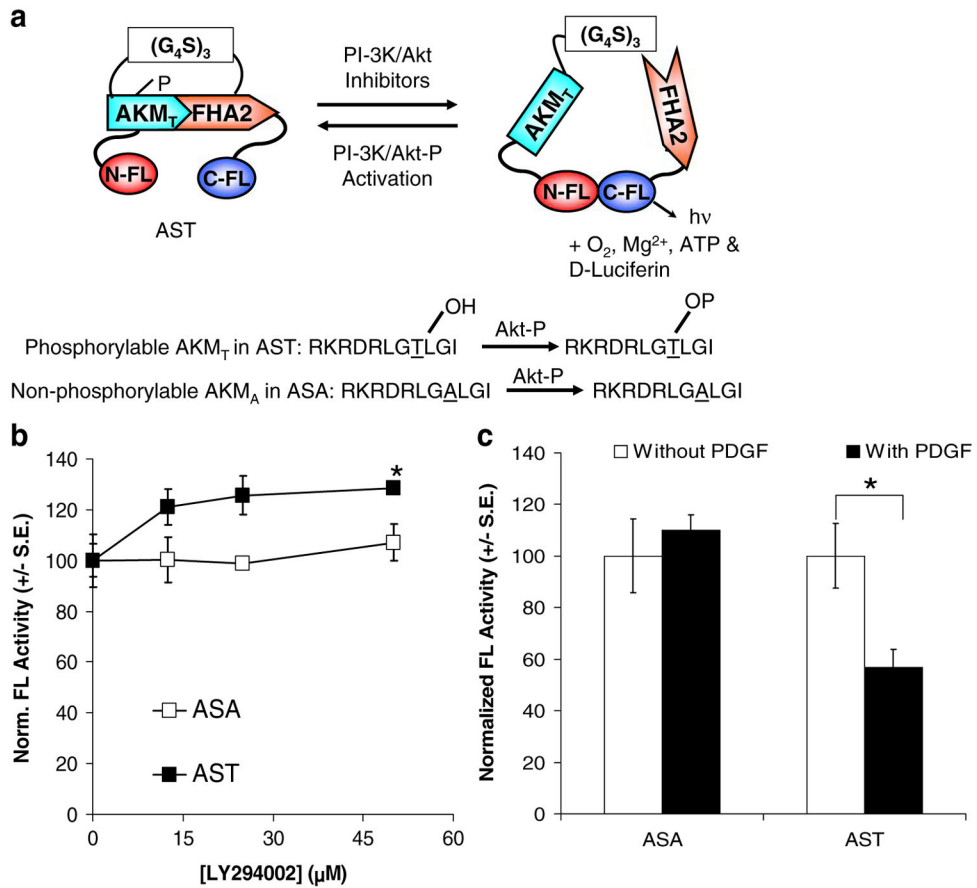 a
(G₄S)₃
P
AKM_T FHA2
N-FL
C-FL
AST
PI-3K/Akt
Inhibitors
PI-3K/Akt-P
Activation
(G₄S)₃
AKM_T
FHA2
N-FL C-FL
hν
+ O₂, Mg²⁺, ATP &
D-Luciferin
OH
OP
Phosphorylable AKM_T in AST: RKRDRLGTLGI
Akt-P
RKRDRLGTLGI
Non-phosphorylable AKM_A in ASA: RKRDRLGALGI
Akt-P
RKRDRLGALGI
b
Norm. FL Activity (+/- S.E.)
140
120
100
80
60
40
20
0
*
ASA
AST
0 15 30 45 60
[LY294002] (μM)
c
Without PDGF
With PDGF
Normalized FL Activity (+/- S.E.)
140
120
100
80
60
40
20
0
*
ASA
AST